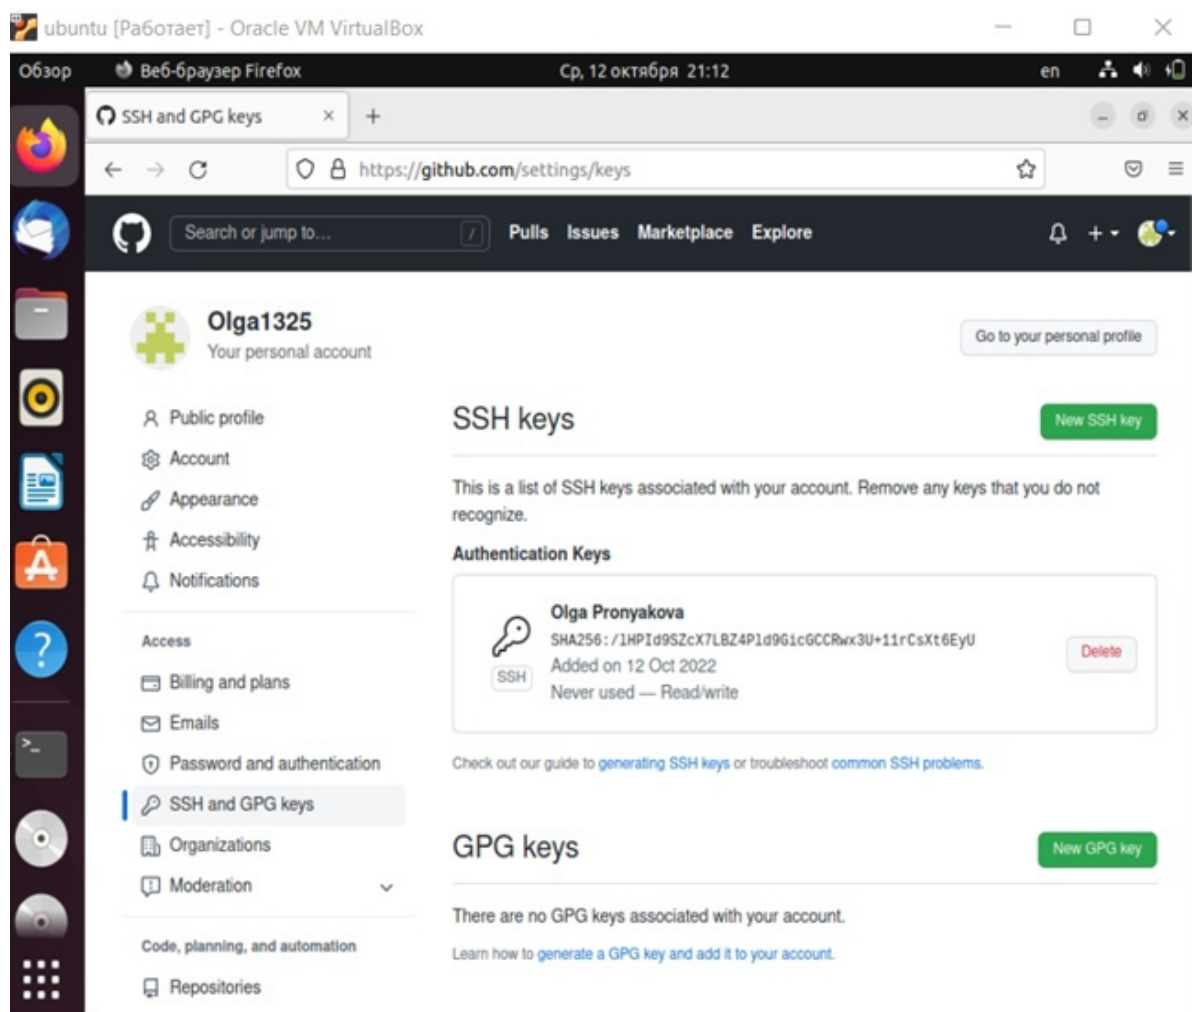 ubuntu [Работает] - Oracle VM VirtualBox
Обзор Веб-браузер Firefox Ср, 12 октября 21:12 en
SSH and GPG keys
https://github.com/settings/keys
Search or jump to... / Pulls Issues Marketplace Explore
Olga1325
Your personal account
Go to your personal profile
Public profile
Account
Appearance
Accessibility
Notifications
Access
Billing and plans
Emails
Password and authentication
SSH and GPG keys
Organizations
Moderation
Code, planning, and automation
Repositories
SSH keys
New SSH key
This is a list of SSH keys associated with your account. Remove any keys that you do not
recognize.
Authentication Keys
Olga Pronyakova
SHA256:/lHPId9SZcX7LBZ4Pld9GicGCCRwx3U+11rCsXt6EyU
SSH
Added on 12 Oct 2022
Never used — Read/write
Delete
Check out our guide to generating SSH keys or troubleshoot common SSH problems.
GPG keys
New GPG key
There are no GPG keys associated with your account.
Learn how to generate a GPG key and add it to your account.